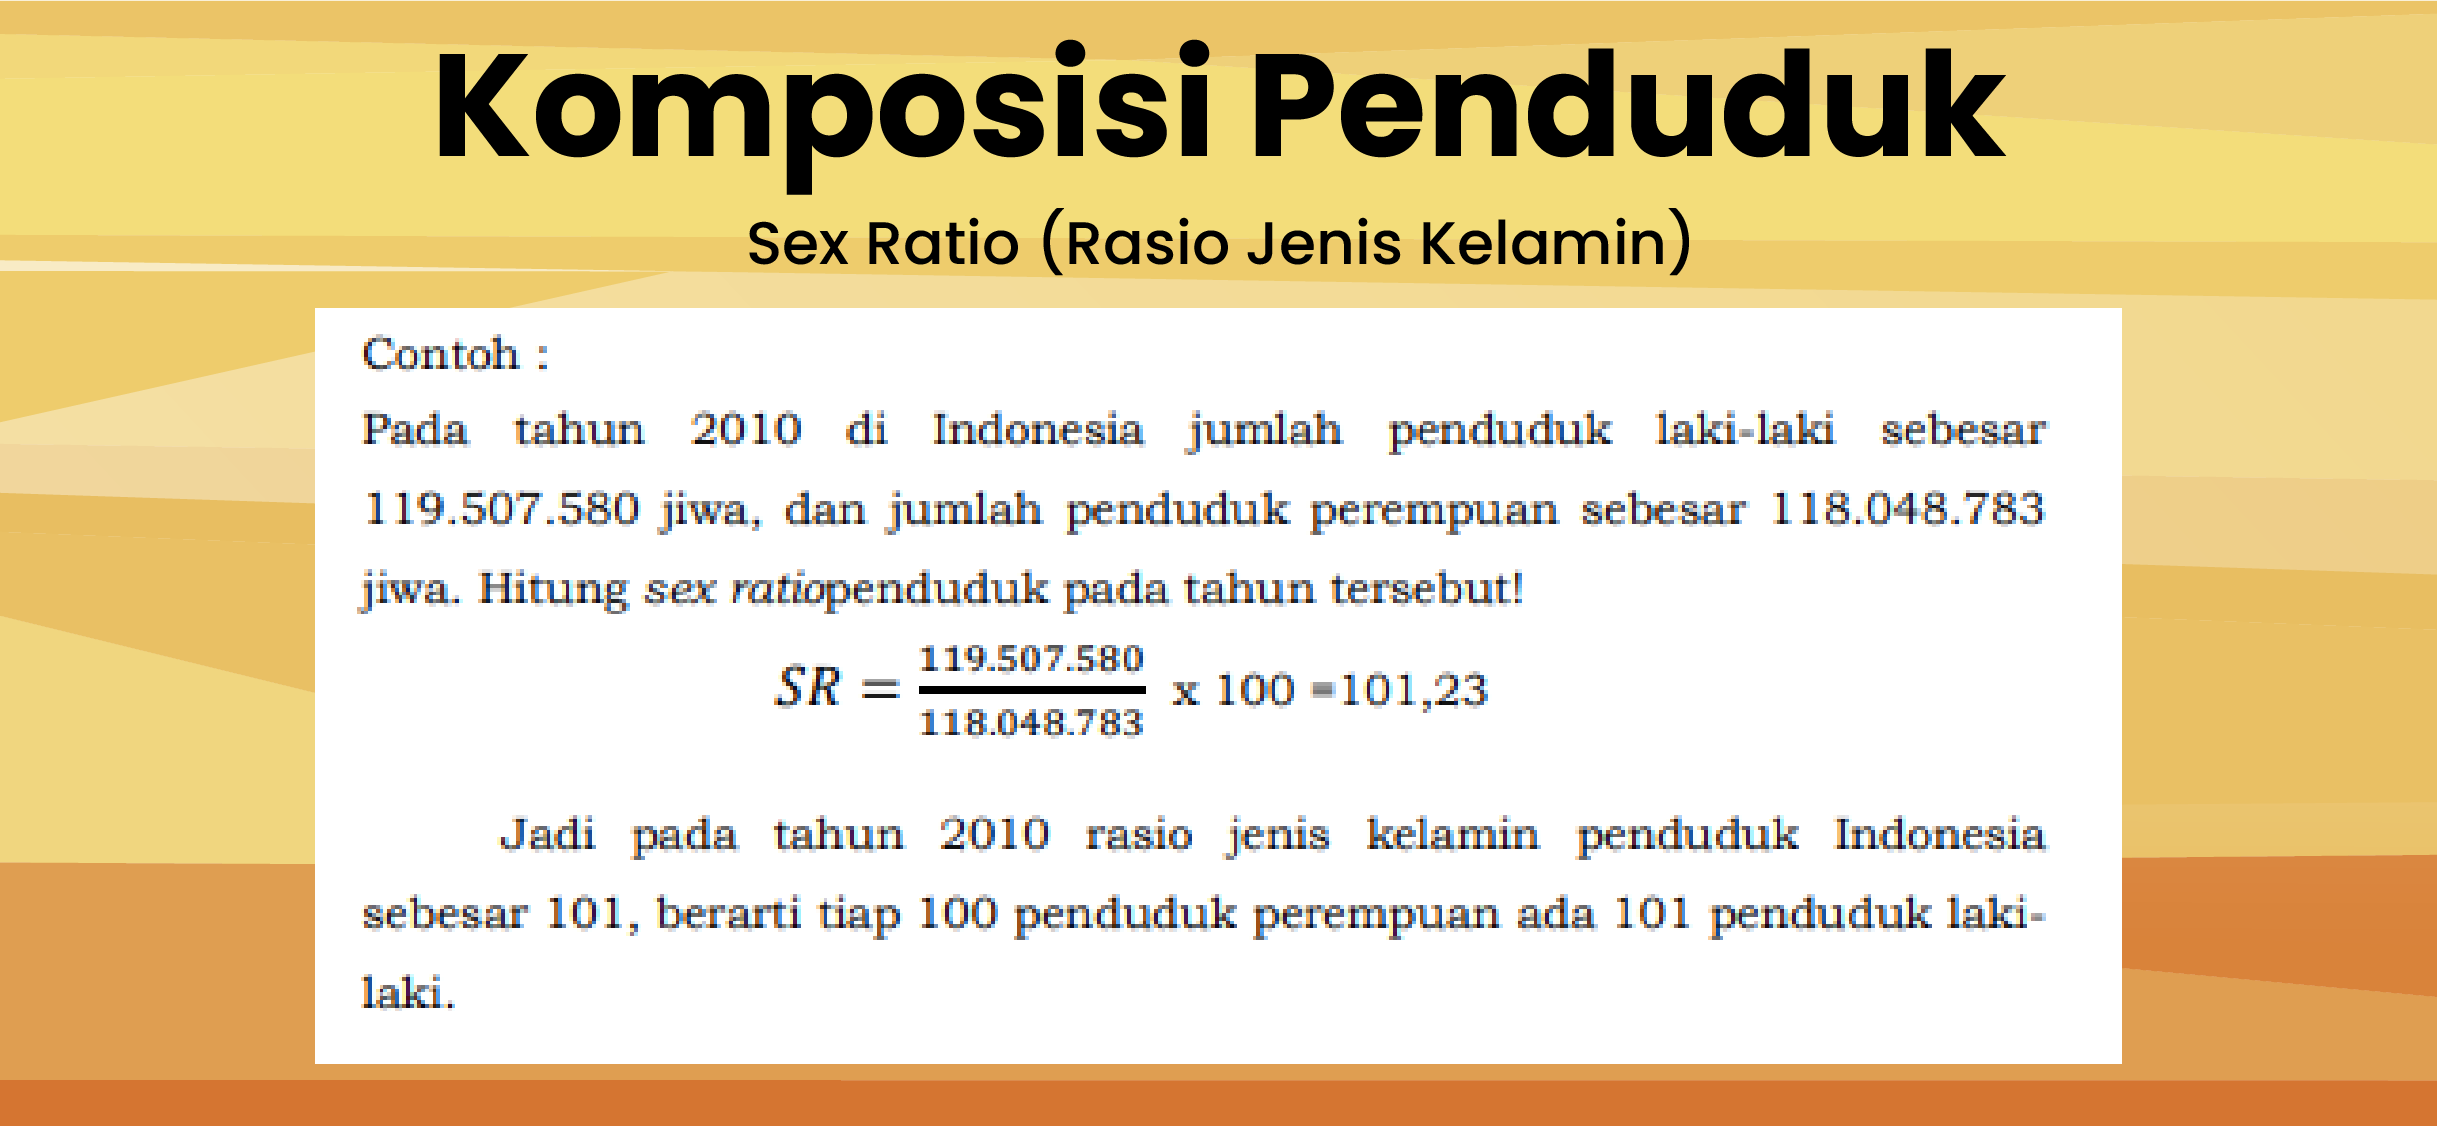 Komposisi Penduduk
Sex Ratio (Rasio Jenis Kelamin)
Contoh :
Pada tahun 2010 di Indonesia jumlah penduduk laki-laki sebesar
119.507.580 jiwa, dan jumlah penduduk perempuan sebesar 118.048.783
jiwa. Hitung sex ratiopenduduk pada tahun tersebut!
SR = 119.507.580 / 118.048.783 x 100 =101,23
Jadi pada tahun 2010 rasio jenis kelamin penduduk Indonesia
sebesar 101, berarti tiap 100 penduduk perempuan ada 101 penduduk laki-
laki.